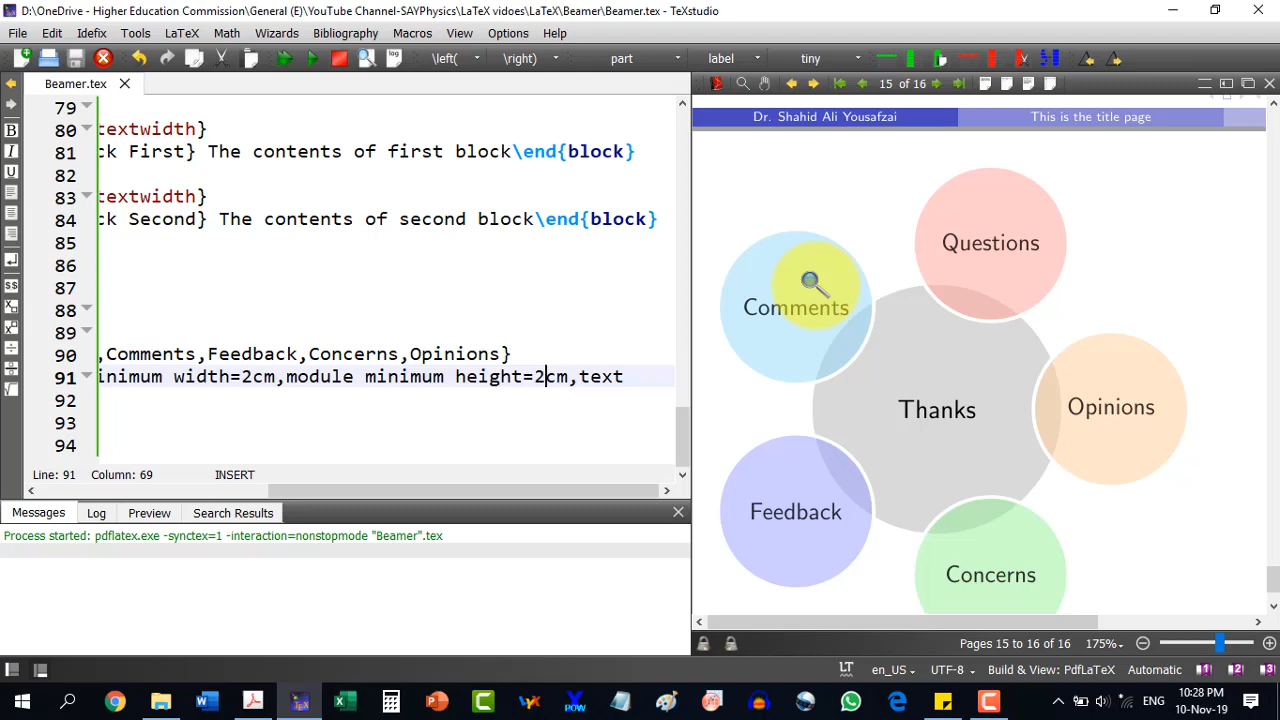 D:\OneDrive - Higher Education Commission\General (E)\YouTube Channel-SAYPhysics\LaTeX vidoes\LaTeX\Beamer\Beamer.tex - TeXstudio
File Edit Idefix Tools LaTeX Math Wizards Bibliography Macros View Options Help
\left( \right) part label tiny
Beamer.tex
15 of 16
79
80 textwidth}
81 ck First} The contents of first block\end{block}
82
83 textwidth}
84 ck Second} The contents of second block\end{block}
85
86
87
88
89
90 ,Comments,Feedback,Concerns,Opinions}
91 inimum width=2cm,module minimum height=2cm,text
92
93
94
Line: 91 Column: 69 INSERT
Messages Log Preview Search Results
Process started: pdflatex.exe -synctex=1 -interaction=nonstopmode "Beamer".tex
Dr. Shahid Ali Yousafzai This is the title page
Questions
Comments
Thanks
Opinions
Feedback
Concerns
Pages 15 to 16 of 16 175%
LT en_US UTF-8 Build & View: PdfLaTeX Automatic 1 2 3
ENG 10:28 PM
10-Nov-19